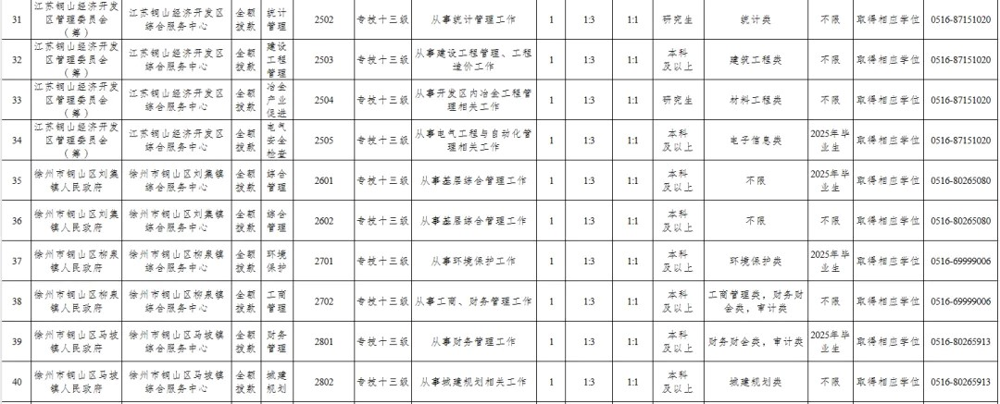 31 江苏铜山经济开发区管理委员会（筹） 江苏铜山经济开发区综合服务中心 全额拨款 统计管理 2502 专技十三级 从事统计管理工作 1 1:3 1:1 研究生 统计类 不限 取得相应学位 0516-87151020
32 江苏铜山经济开发区管理委员会（筹） 江苏铜山经济开发区综合服务中心 全额拨款 建设工程管理 2503 专技十三级 从事建设工程管理、工程造价工作 1 1:3 1:1 本科及以上 建筑工程类 不限 取得相应学位 0516-87151020
33 江苏铜山经济开发区管理委员会（筹） 江苏铜山经济开发区综合服务中心 全额拨款 冶金产业促进 2504 专技十三级 从事开发区内冶金工程管理相关工作 1 1:3 1:1 研究生 材料工程类 不限 取得相应学位 0516-87151020
34 江苏铜山经济开发区管理委员会（筹） 江苏铜山经济开发区综合服务中心 全额拨款 电气安全检查 2505 专技十三级 从事电气工程与自动化管理相关工作 1 1:3 1:1 本科及以上 电子信息类 2025年毕业生 取得相应学位 0516-87151020
35 徐州市铜山区刘集镇人民政府 徐州市铜山区刘集镇综合服务中心 全额拨款 综合管理 2601 专技十三级 从事基层综合管理工作 1 1:3 1:1 本科及以上 不限 2025年毕业生 取得相应学位 0516-80265080
36 徐州市铜山区刘集镇人民政府 徐州市铜山区刘集镇综合服务中心 全额拨款 综合管理 2602 专技十三级 从事基层综合管理工作 1 1:3 1:1 本科及以上 不限 不限 取得相应学位 0516-80265080
37 徐州市铜山区柳泉镇人民政府 徐州市铜山区柳泉镇综合服务中心 全额拨款 环境保护 2701 专技十三级 从事环境保护工作 1 1:3 1:1 本科及以上 环境保护类 2025年毕业生 取得相应学位 0516-69999006
38 徐州市铜山区柳泉镇人民政府 徐州市铜山区柳泉镇综合服务中心 全额拨款 工商管理 2702 专技十三级 从事工商、财务管理工作 1 1:3 1:1 本科及以上 工商管理类，财务财会类，审计类 不限 取得相应学位 0516-69999006
39 徐州市铜山区马坡镇人民政府 徐州市铜山区马坡镇综合服务中心 全额拨款 财务管理 2801 专技十三级 从事财务管理工作 1 1:3 1:1 本科及以上 财务财会类，审计类 2025年毕业生 取得相应学位 0516-80265913
40 徐州市铜山区马坡镇人民政府 徐州市铜山区马坡镇综合服务中心 全额拨款 城建规划 2802 专技十三级 从事城建规划相关工作 1 1:3 1:1 本科及以上 城建规划类 不限 取得相应学位 0516-80265913